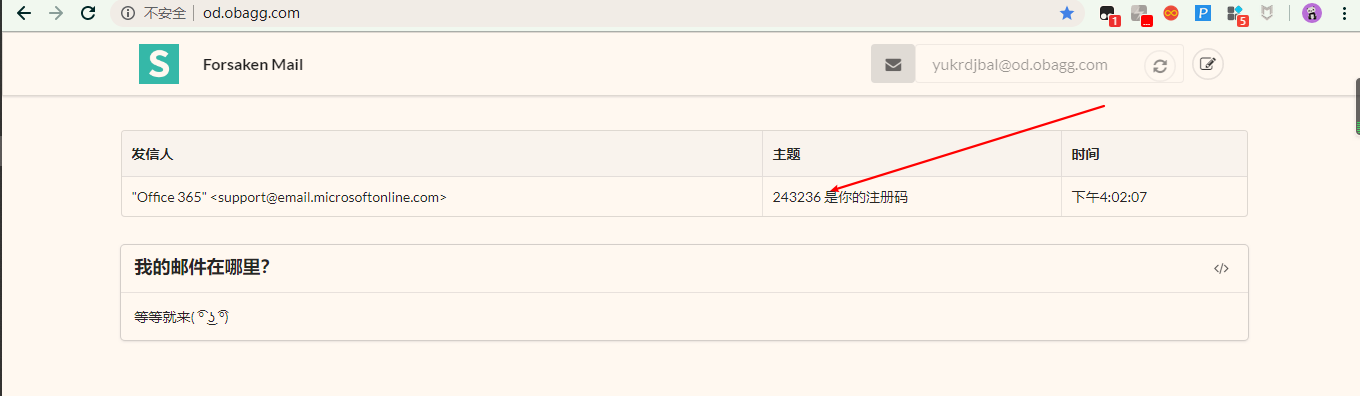 不安全 od.obagg.com
1
5
S Forsaken Mail yukrdjbal@od.obagg.com
发信人 主题 时间
"Office 365" <support@email.microsoftonline.com> 243236 是你的注册码 下午4:02:07
我的邮件在哪里？ </>
等等就来( ͡° ͜ʖ ͡°)